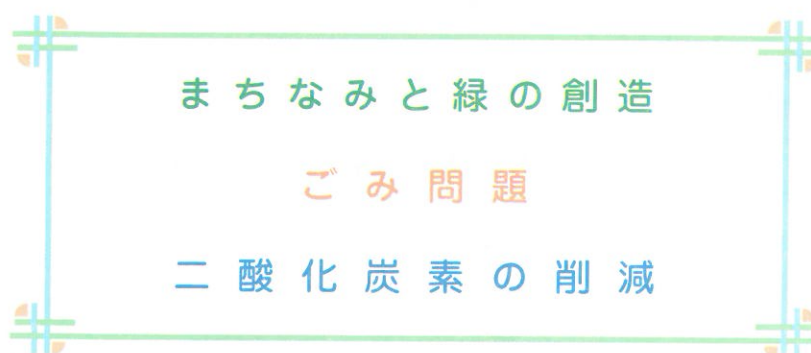 まちなみと緑の創造
ごみ問題
二酸化炭素の削減